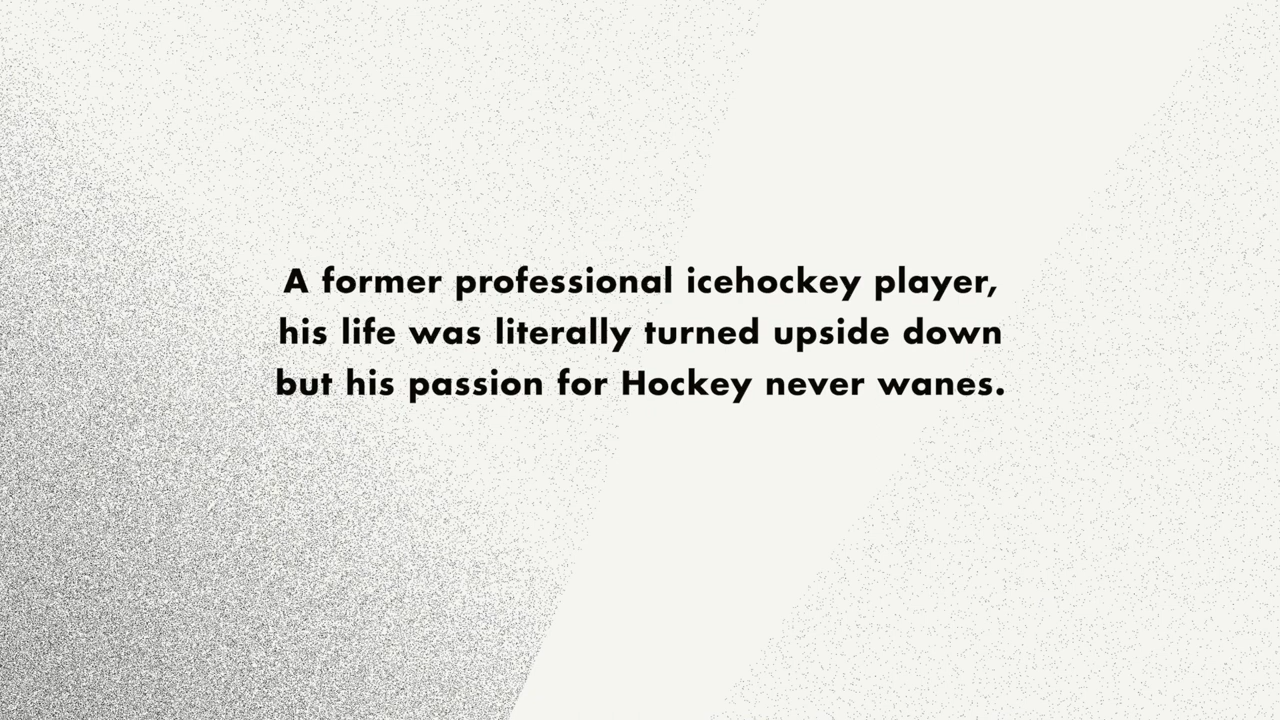 A former professional icehockey player,
his life was literally turned upside down
but his passion for Hockey never wanes.